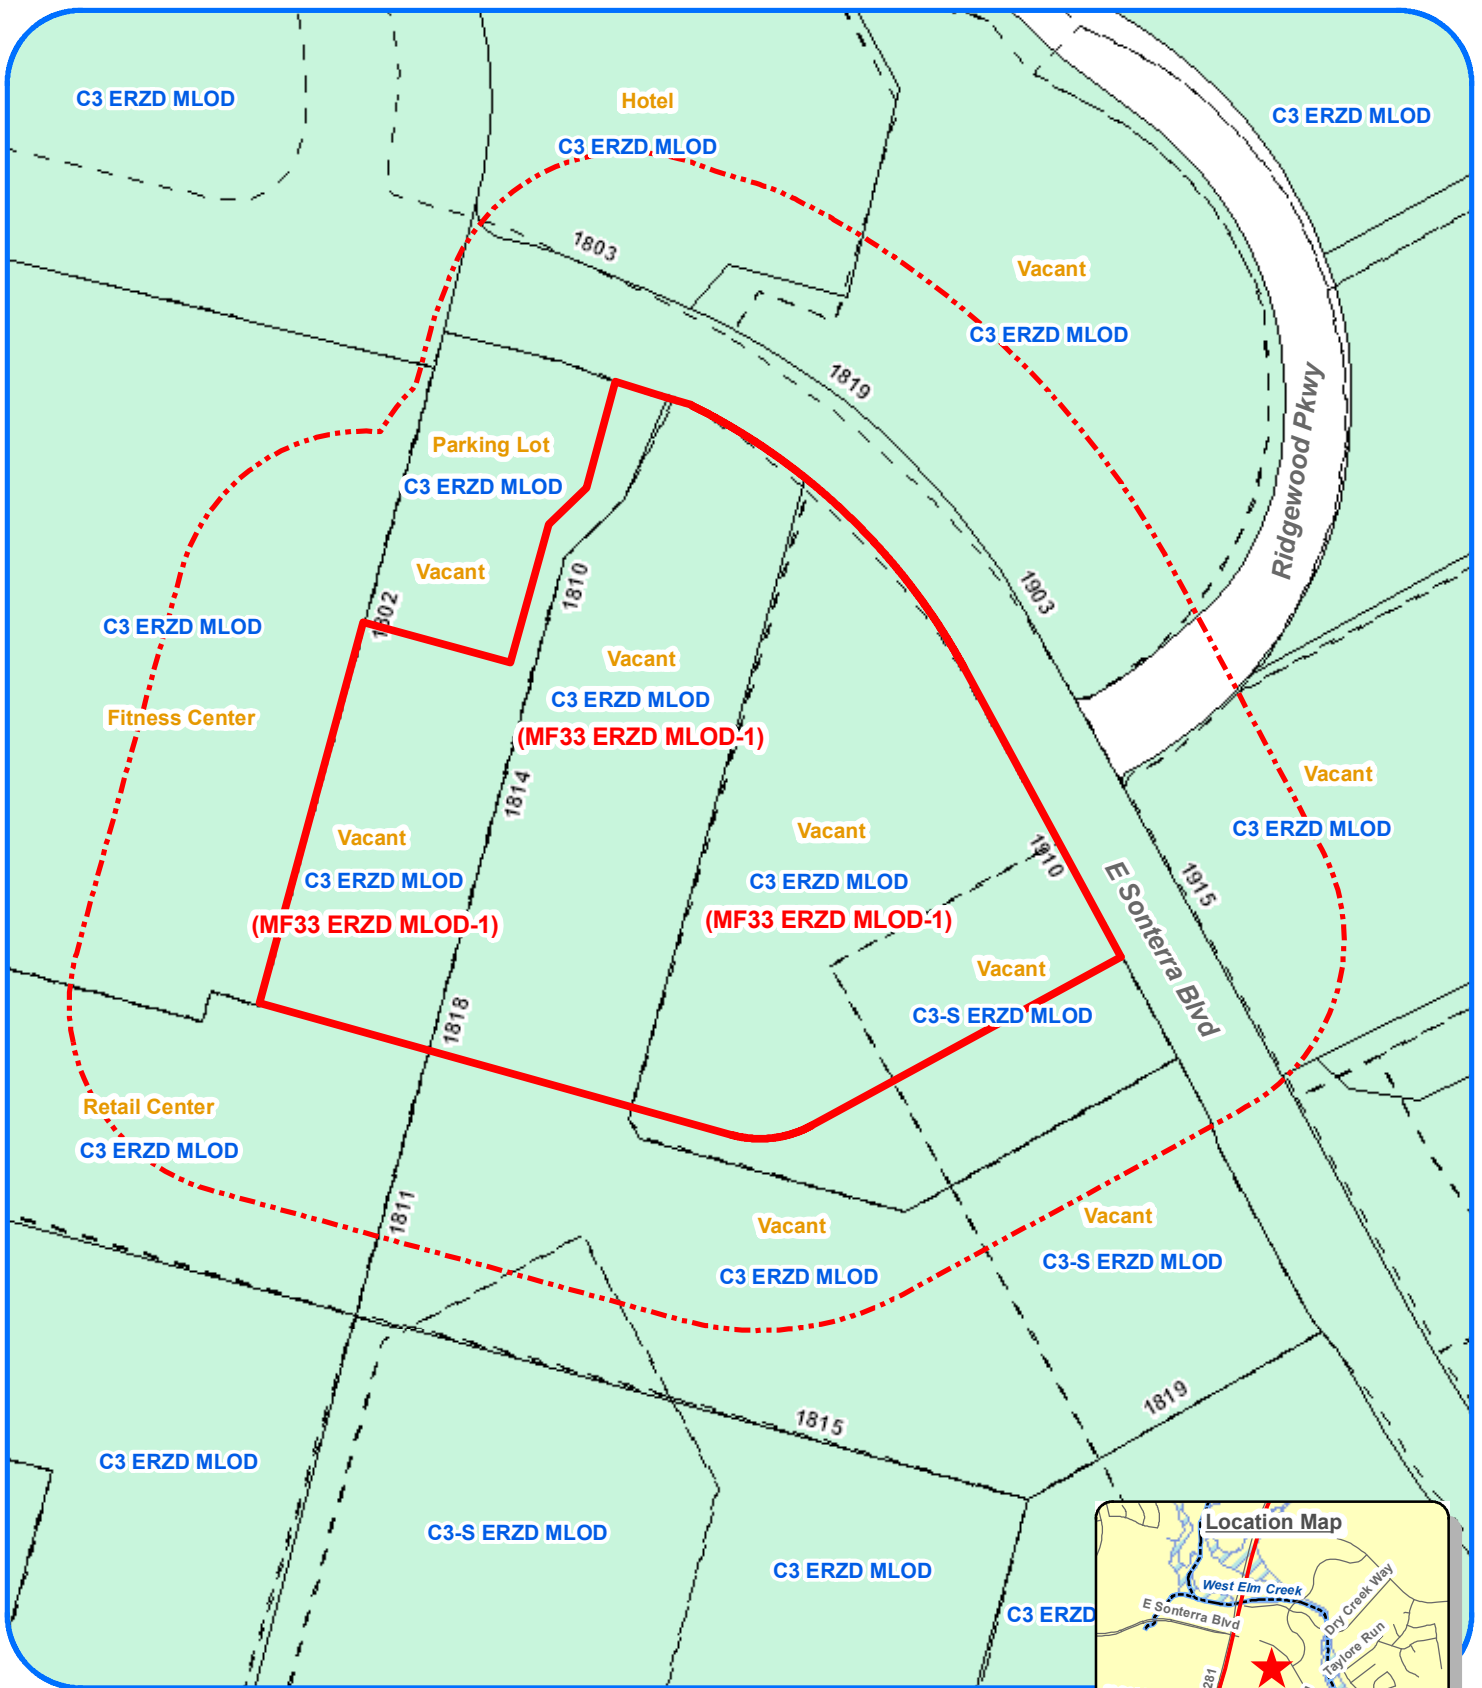 C3 ERZD MLOD
Hotel
C3 ERZD MLOD
C3 ERZD MLOD
1803
Vacant
C3 ERZD MLOD
1819
Ridgewood Pkwy
Parking Lot
C3 ERZD MLOD
Vacant
1810
1903
1802
C3 ERZD MLOD
Vacant
C3 ERZD MLOD
(MF33 ERZD MLOD-1)
Fitness Center
1814
Vacant
C3 ERZD MLOD
Vacant
C3 ERZD MLOD
(MF33 ERZD MLOD-1)
Vacant
C3 ERZD MLOD
(MF33 ERZD MLOD-1)
1910
1915
E Sonterra Blvd
Vacant
C3-S ERZD MLOD
1818
Retail Center
C3 ERZD MLOD
1811
Vacant
C3 ERZD MLOD
Vacant
C3-S ERZD MLOD
1815
1819
C3 ERZD MLOD
C3-S ERZD MLOD
C3 ERZD MLOD
C3 ERZD
Location Map
West Elm Creek
E Sonterra Blvd
Dry Creek Way
Taylore Run
281